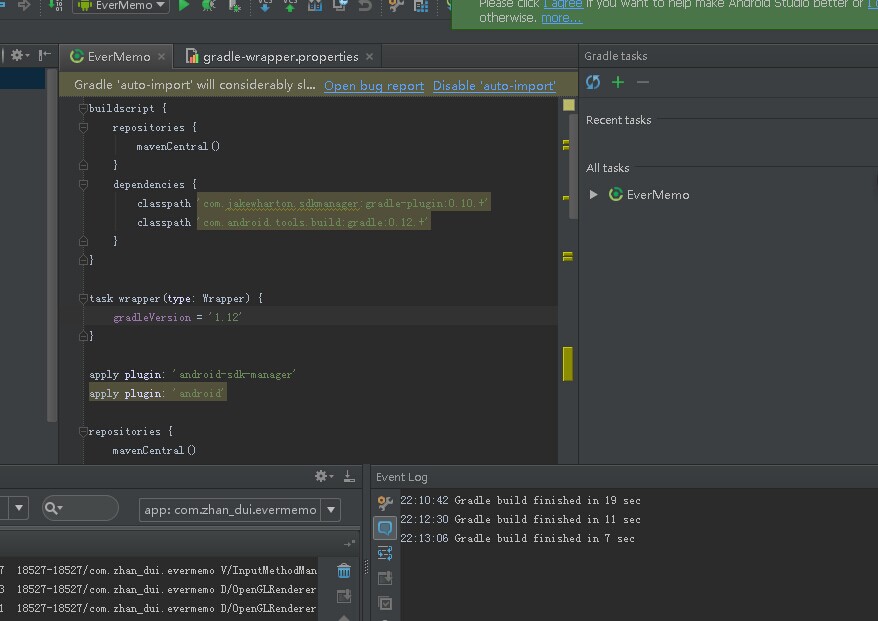 Please click I agree if you want to help make Android Studio better or
otherwise. more...
EverMemo
EverMemo
gradle-wrapper.properties
Gradle tasks
Gradle 'auto-import' will considerably sl... Open bug report Disable 'auto-import'
buildscript {
repositories {
mavenCentral()
}
dependencies {
classpath 'com.jakewharton.sdkmanager:gradle-plugin:0.10.+'
classpath 'com.android.tools.build:gradle:0.12.+'
}
}
task wrapper(type: Wrapper) {
gradleVersion = '1.12'
}
apply plugin: 'android-sdk-manager'
apply plugin: 'android'
repositories {
mavenCentral()
Recent tasks
All tasks
EverMemo
app: com.zhan_dui.evermemo
7 18527-18527/com.zhan_dui.evermemo V/InputMethodMan
3 18527-18527/com.zhan_dui.evermemo D/OpenGLRenderer
1 18527-18527/com.zhan_dui.evermemo D/OpenGLRenderer
Event Log
22:10:42 Gradle build finished in 19 sec
22:12:30 Gradle build finished in 11 sec
22:13:06 Gradle build finished in 7 sec